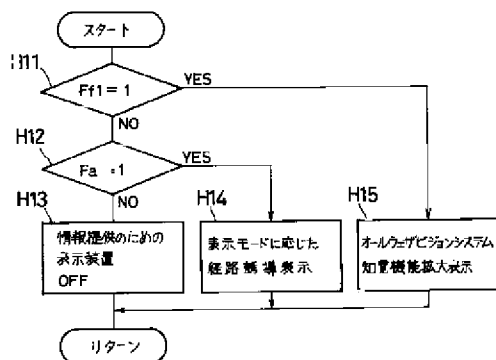 スタート
H11
Ff1=1
YES
NO
H12
Fa =1
YES
NO
H13
情報提供のための
表示装置
OFF
H14
表示モードに応じた
経路誘導表示
H15
オールウェザビジョンシステム
知覚機能拡大表示
リターン